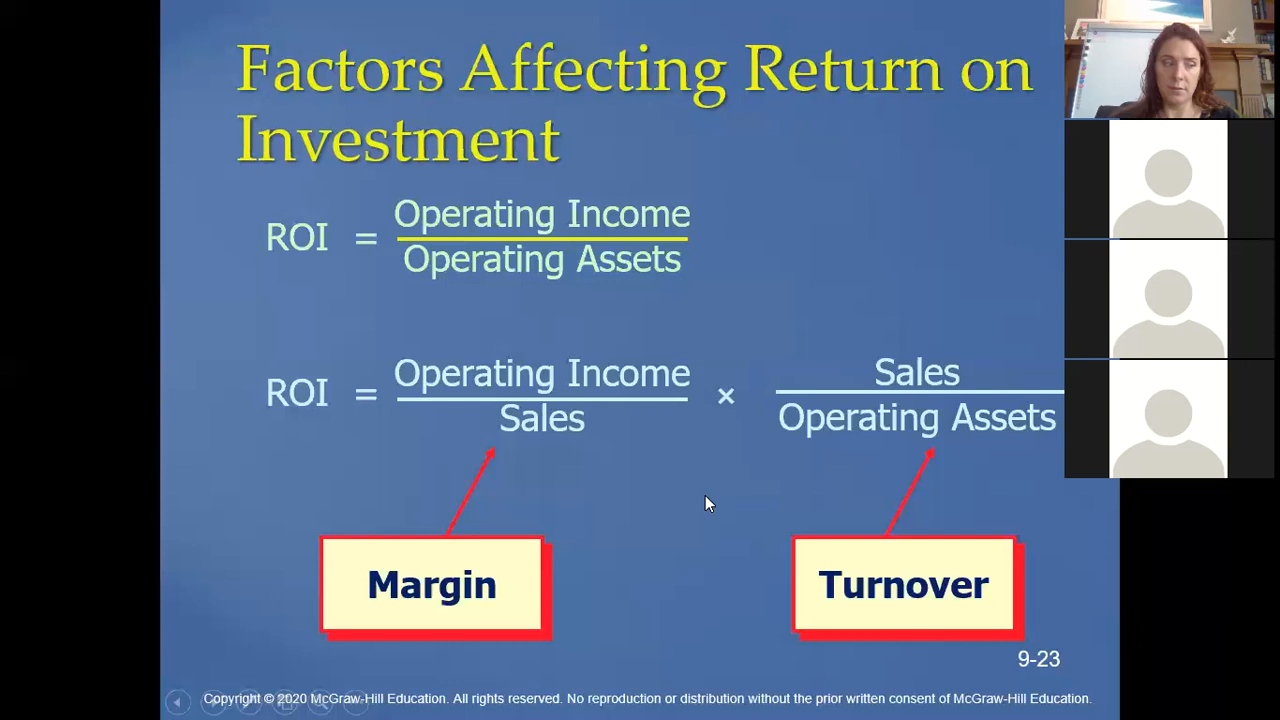 Factors Affecting Return on
Investment
ROI = Operating Income
Operating Assets
ROI = Operating Income × Sales
Sales Operating Assets
Margin Turnover
9-23
Copyright © 2020 McGraw-Hill Education. All rights reserved. No reproduction or distribution without the prior written consent of McGraw-Hill Education.